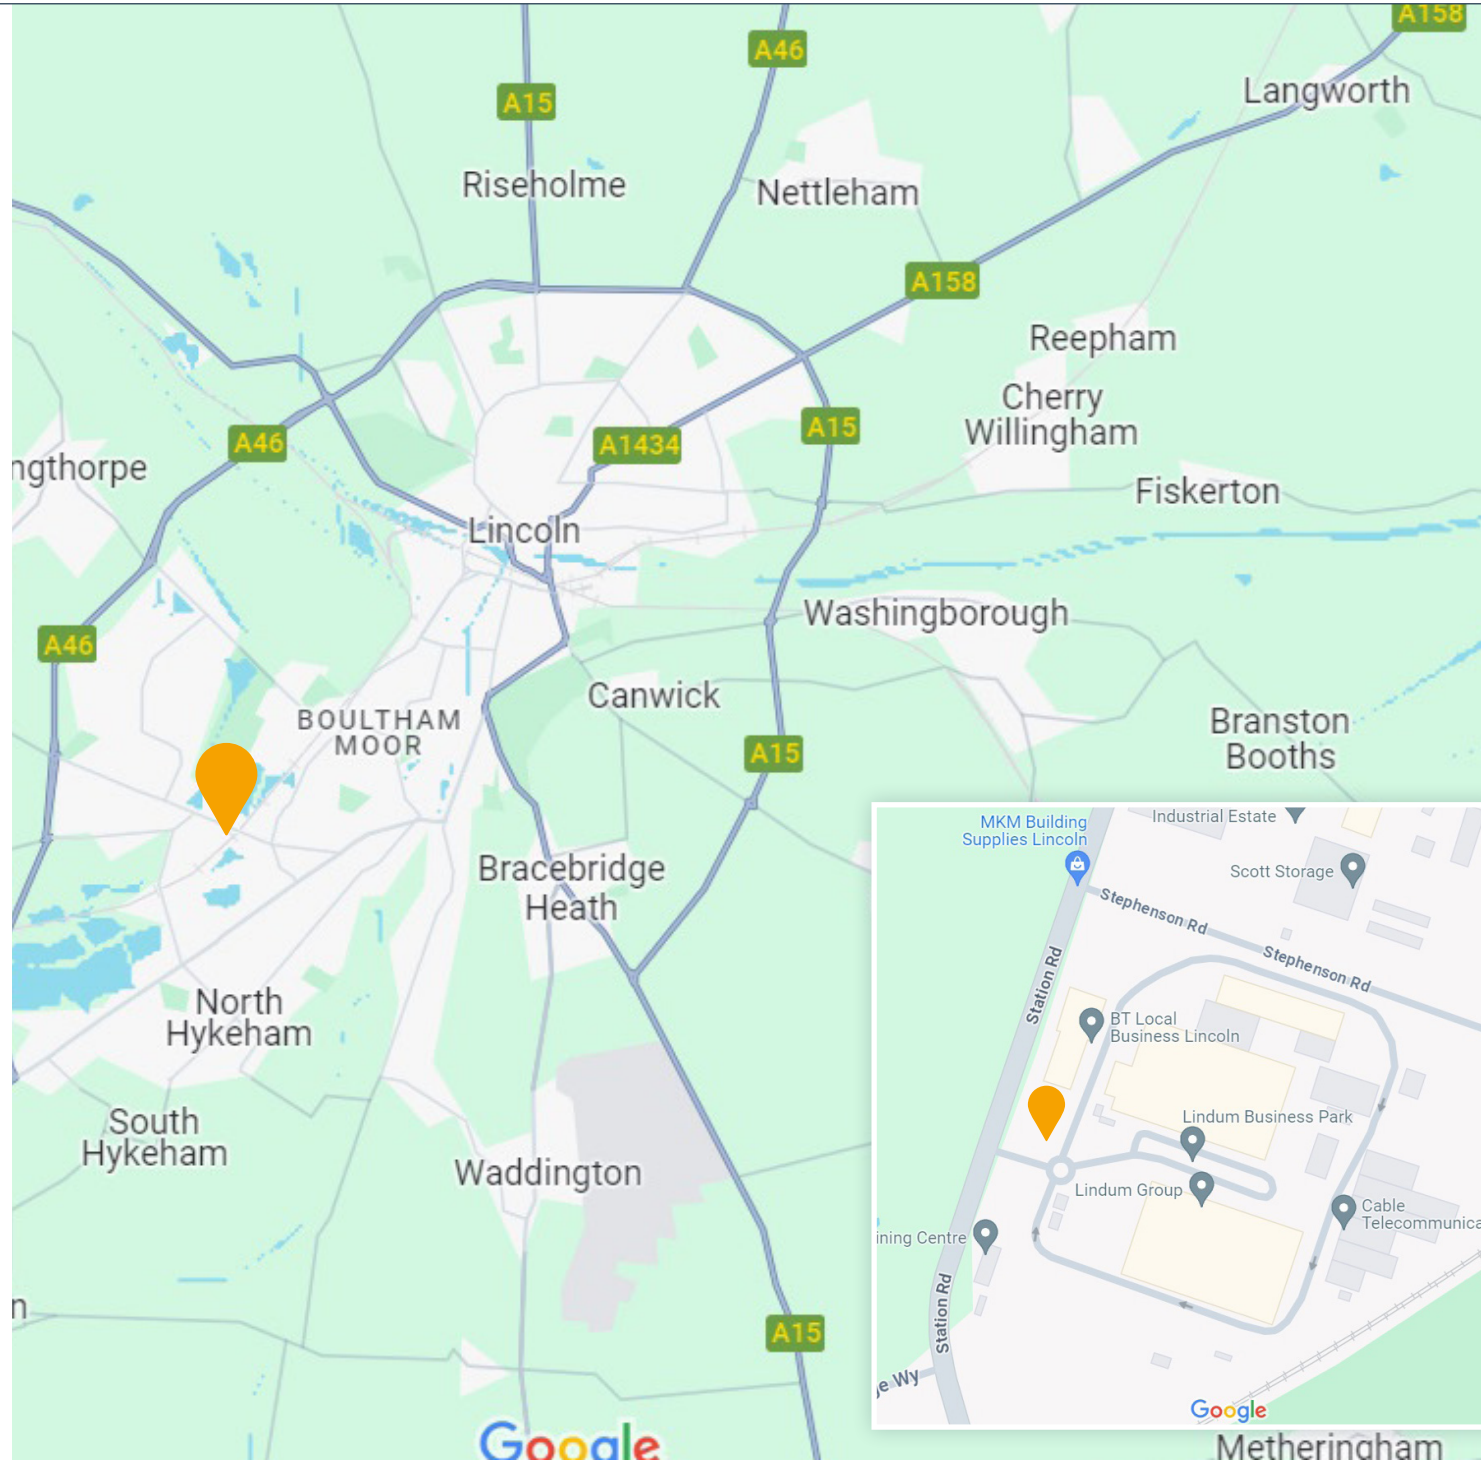 A158
A46
Langworth
A15
Riseholme
Nettleham
A158
Reepham
Cherry
Willingham
A15
A46
A1434
ngthorpe
Fiskerton
Lincoln
Washingborough
A46
Canwick
BOULTHAM
MOOR
Branston
Booths
A15
Bracebridge
Heath
North
Hykeham
South
Hykeham
Waddington
n
A15
Google
Metheringham
MKM Building
Supplies Lincoln
Industrial Estate
Scott Storage
Stephenson Rd
Stephenson Rd
Station Rd
BT Local
Business Lincoln
Lindum Business Park
Lindum Group
Cable
Telecommunica
ining Centre
Station Rd
ge Wy
Google